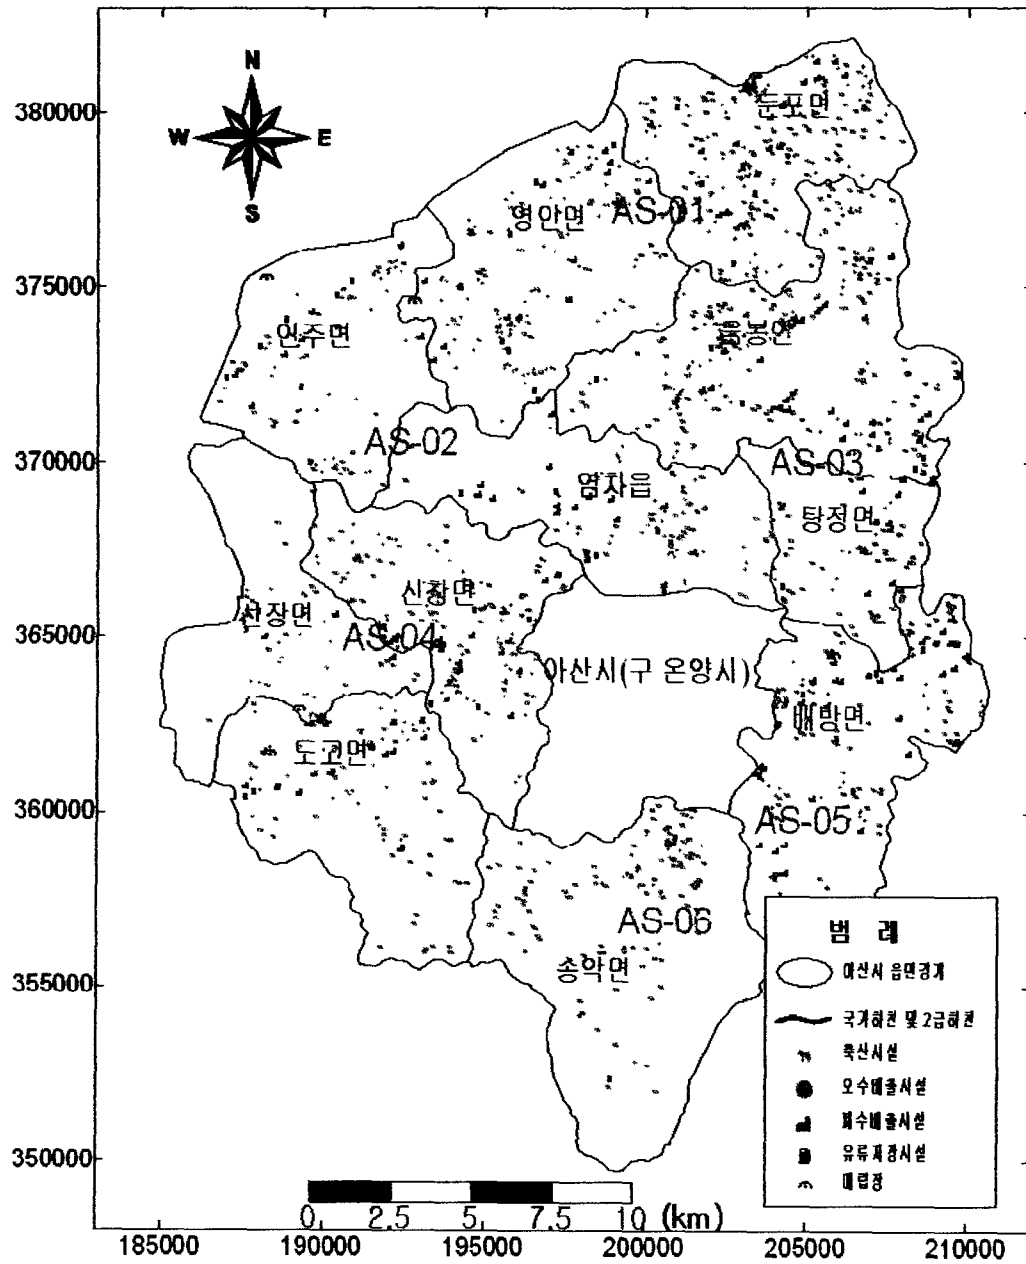 N
W E
S
380000
375000
370000
365000
360000
355000
350000
둔포면
영안면
AS-01
인주면
음봉면
AS-02
AS-03
염치읍
탕정면
신창면
선장면
AS-04
아산시(구 온양시)
배방면
도고면
AS-05
AS-06
송악면
범 례
아산시 읍면경계
국가하천 및 2급하천
축산시설
오수배출시설
폐수배출시설
유류저장시설
매립장
0 2.5 5 7.5 10 (km)
185000 190000 195000 200000 205000 210000